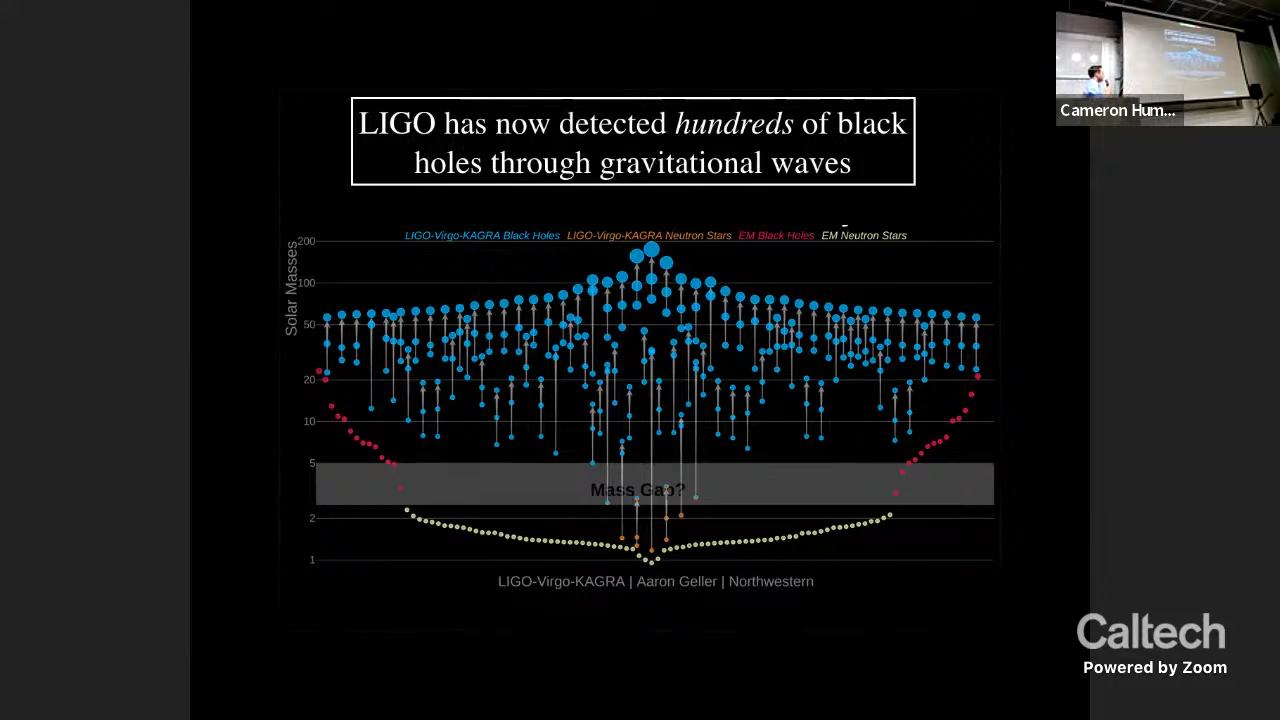 LIGO has now detected hundreds of black
holes through gravitational waves
Cameron Hum...
LIGO-Virgo-KAGRA Black Holes LIGO-Virgo-KAGRA Neutron Stars EM Black Holes EM Neutron Stars
Solar Masses
200
100
50
20
10
5
Mass Gap?
2
1
LIGO-Virgo-KAGRA | Aaron Geller | Northwestern
Caltech
Powered by Zoom